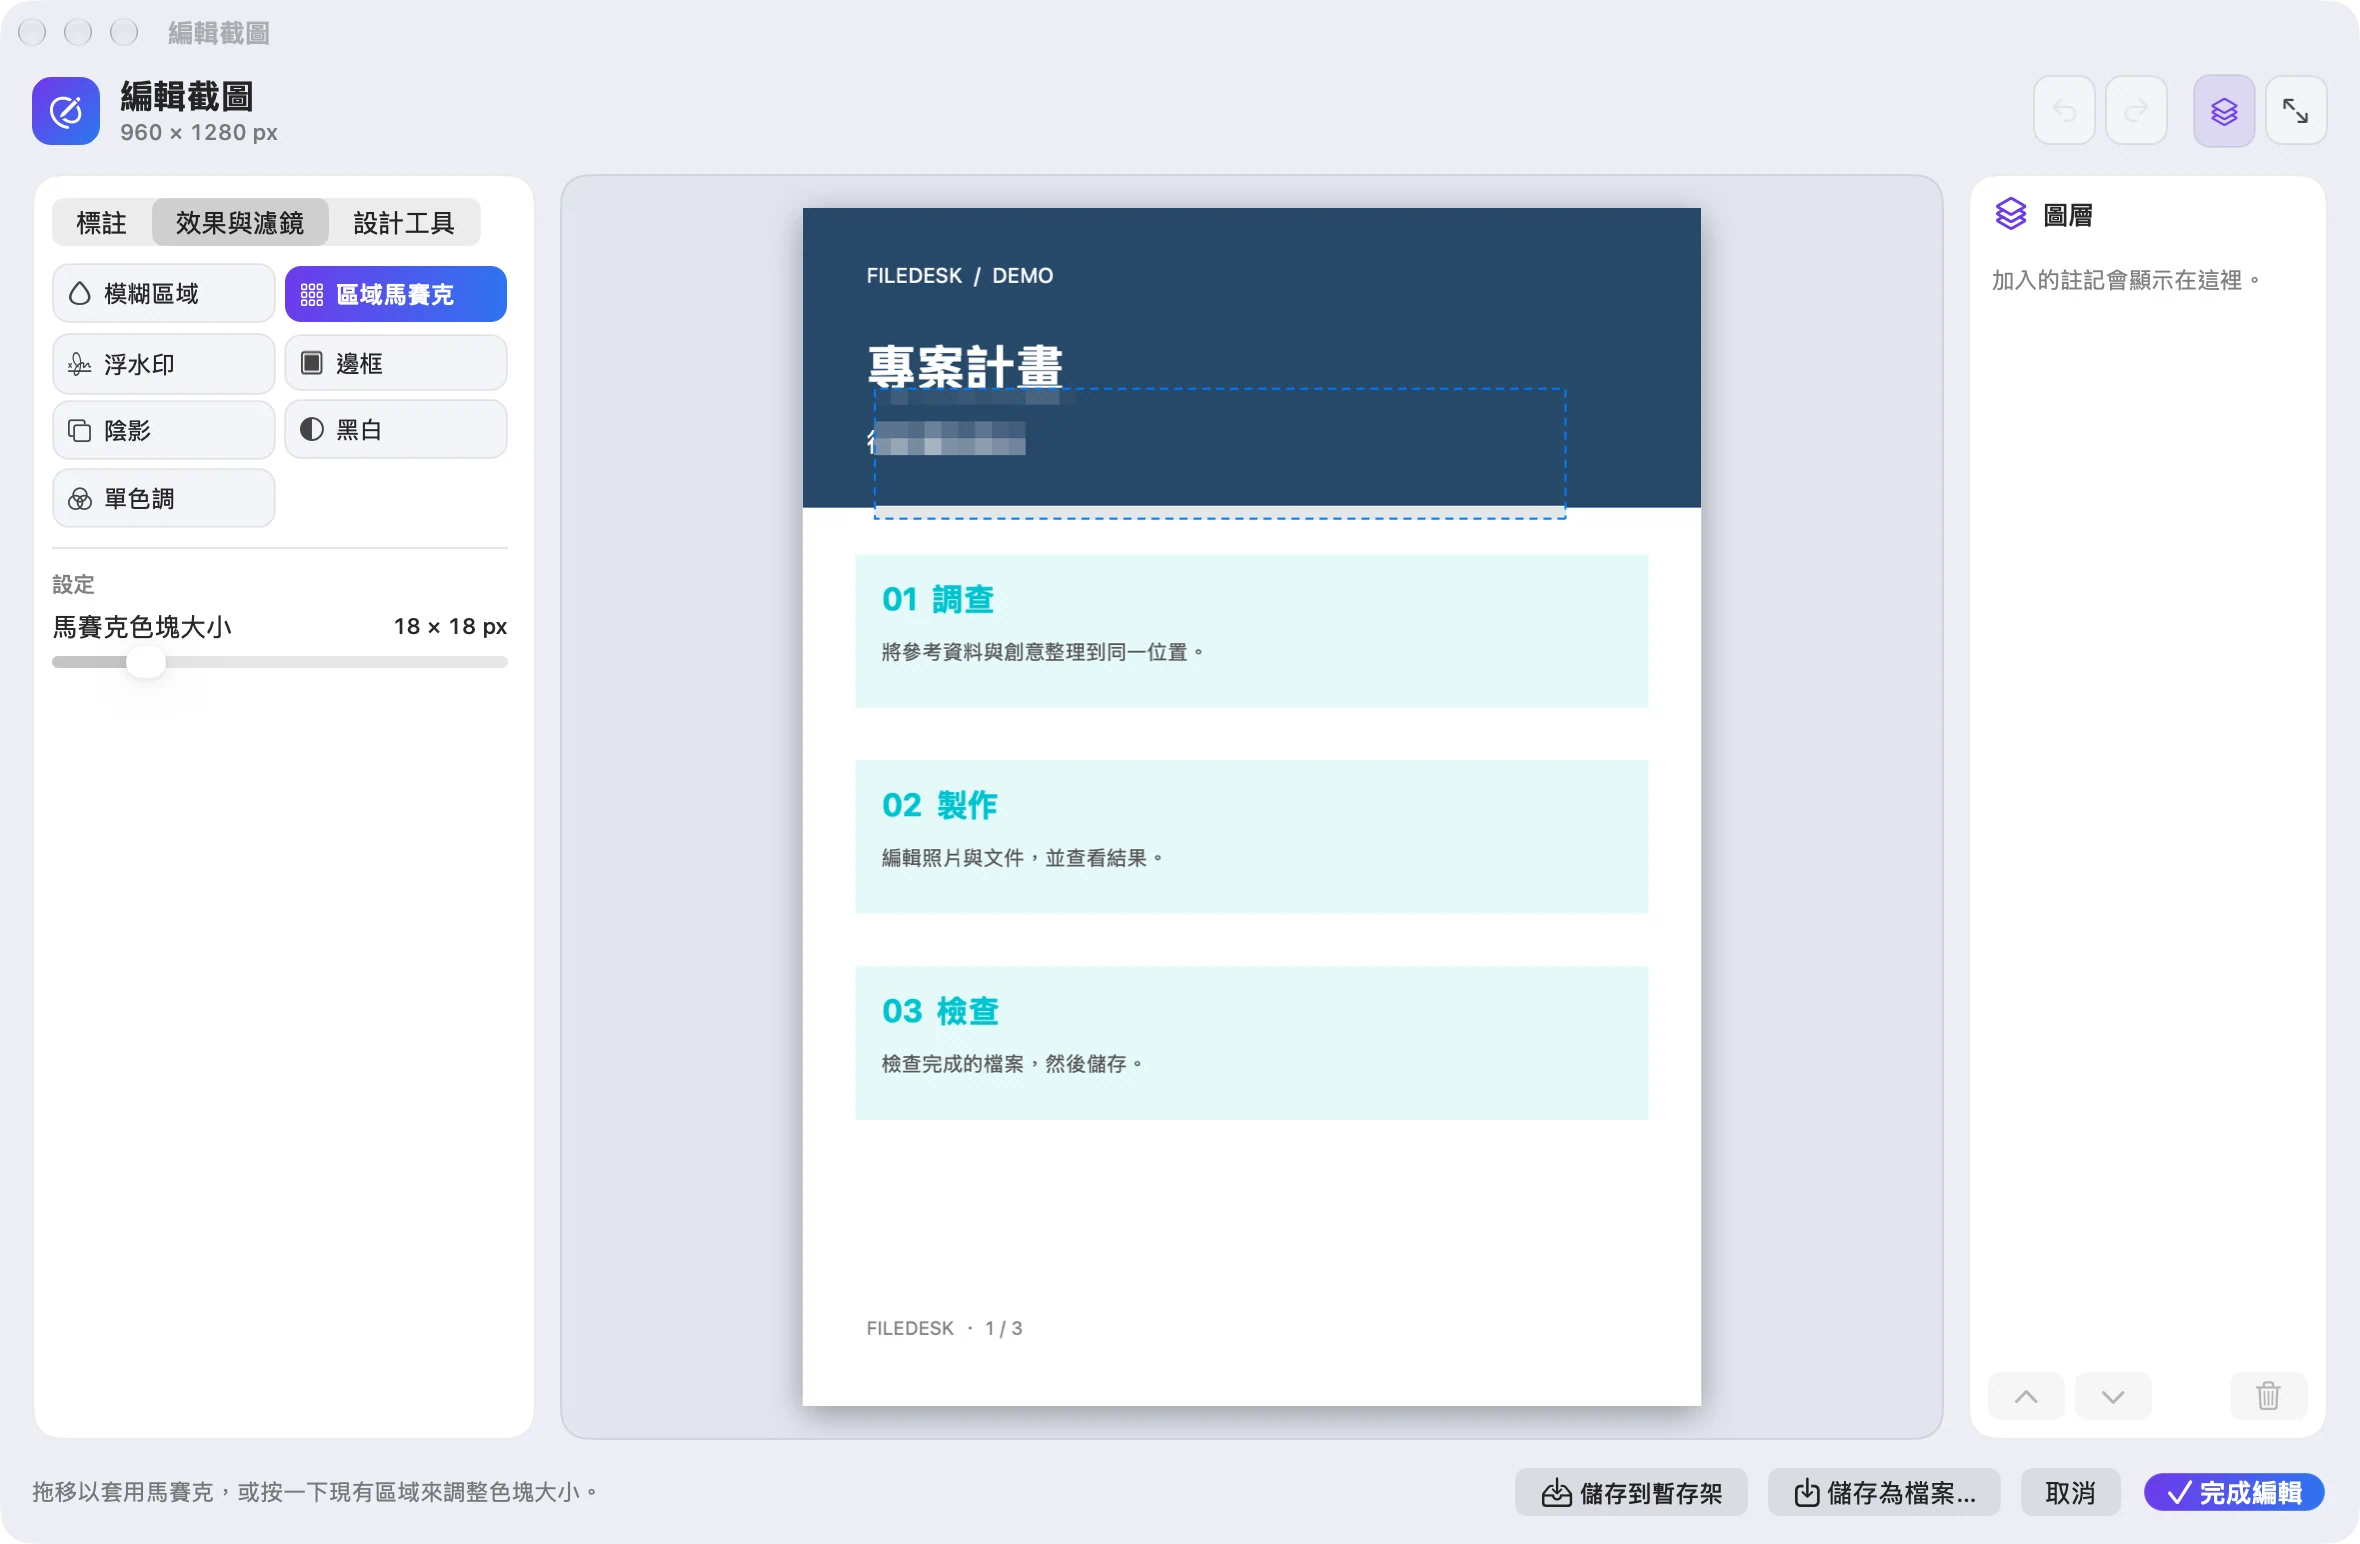 編輯截圖
編輯截圖
960 × 1280 px
標註 效果與濾鏡 設計工具
模糊區域 區域馬賽克
浮水印 邊框
陰影 黑白
單色調
設定
馬賽克色塊大小 18 × 18 px
FILEDESK / DEMO
專案計畫
01 調查
將參考資料與創意整理到同一位置。
02 製作
編輯照片與文件，並查看結果。
03 檢查
檢查完成的檔案，然後儲存。
FILEDESK · 1 / 3
圖層
加入的註記會顯示在這裡。
拖移以套用馬賽克，或按一下現有區域來調整色塊大小。
儲存到暫存架 儲存為檔案... 取消 完成編輯